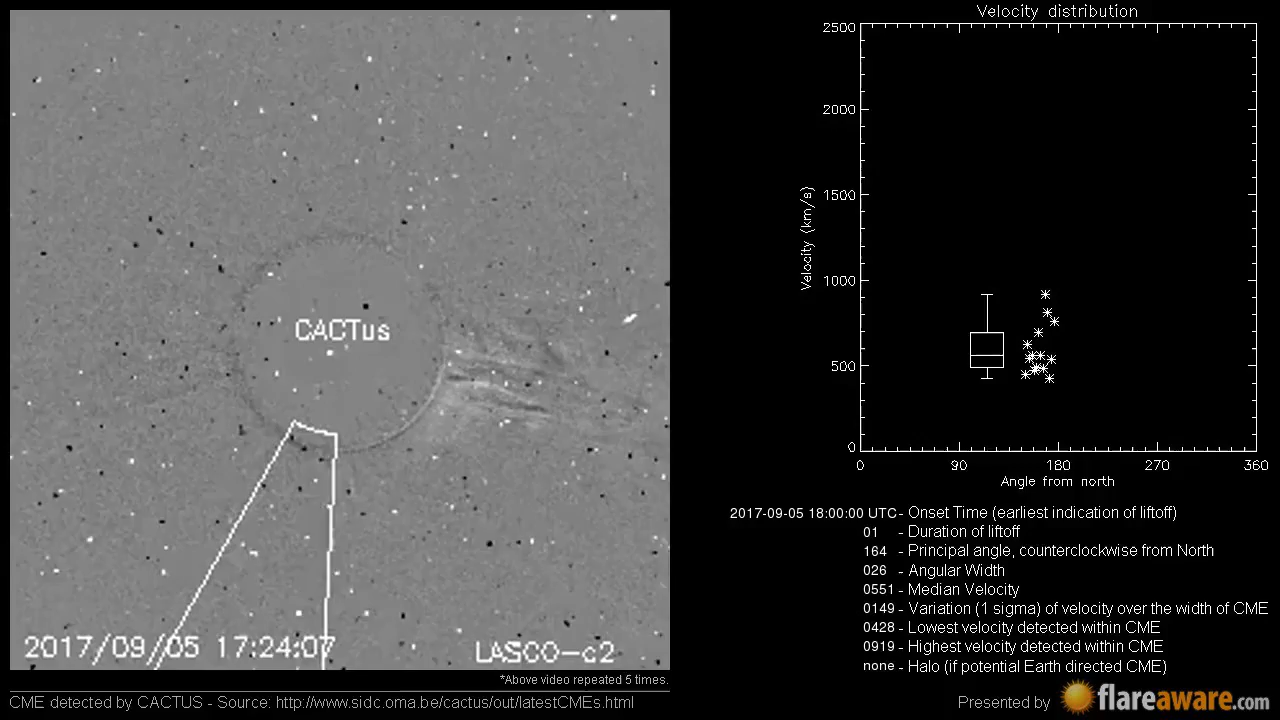 CACTus
2017/09/05 17:24:07
LASCO-c2
*Above video repeated 5 times.
CME detected by CACTUS - Source: http://www.sidc.oma.be/cactus/out/latestCMEs.html
Velocity distribution
2500
2000
1500
1000
500
0
Velocity (km/s)
0 90 180 270 360
Angle from north
2017-09-05 18:00:00 UTC - Onset Time (earliest indication of liftoff)
01 - Duration of liftoff
164 - Principal angle, counterclockwise from North
026 - Angular Width
0551 - Median Velocity
0149 - Variation (1 sigma) of velocity over the width of CME
0428 - Lowest velocity detected within CME
0919 - Highest velocity detected within CME
none - Halo (if potential Earth directed CME)
Presented by flareaware.com